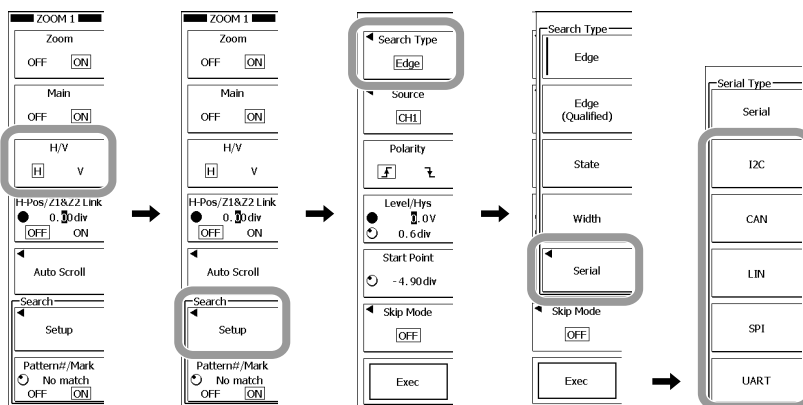 ZOOM 1
Zoom
OFF ON
Main
OFF ON
H/V
H V
H-Pos/Z1&Z2 Link
0.00div
OFF ON
Auto Scroll
Search
Setup
Pattern#/Mark
No match
OFF ON
ZOOM 1
Zoom
OFF ON
Main
OFF ON
H/V
H V
H-Pos/Z1&Z2 Link
0.00div
OFF ON
Auto Scroll
Search
Setup
Pattern#/Mark
No match
OFF ON
Search Type
Edge
Source
CH1
Polarity
Level/Hys
0.0V
0.6div
Start Point
-4.90div
Skip Mode
OFF
Exec
Search Type
Edge
Edge
(Qualified)
State
Width
Serial
Skip Mode
OFF
Exec
Serial Type
Serial
I2C
CAN
LIN
SPI
UART